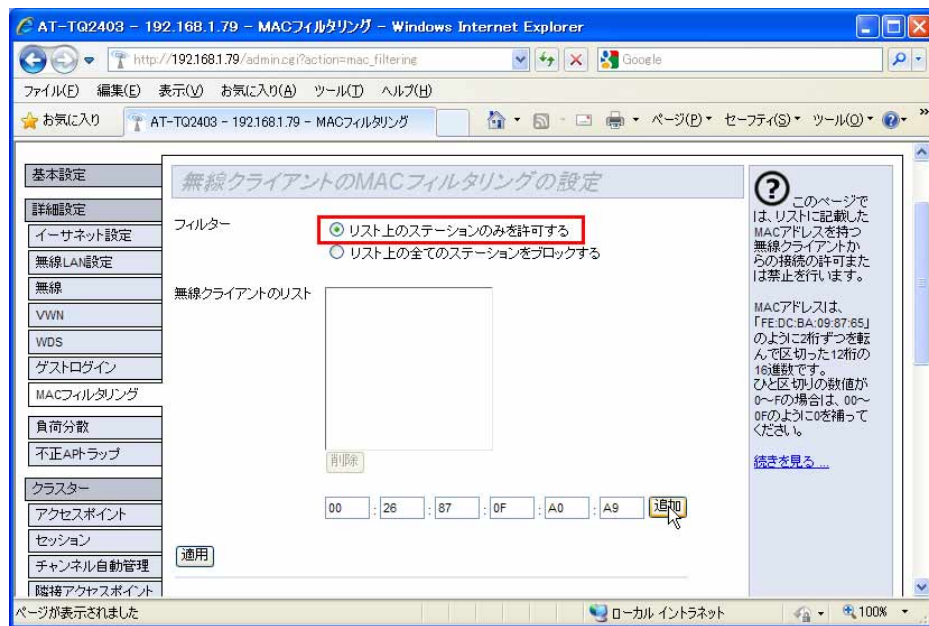 AT-TQ2403 - 192.168.1.79 - MACフィルタリング - Windows Internet Explorer
http://192.168.1.79/admin.cgi?action=mac_filtering
Google
ファイル(F) 編集(E) 表示(V) お気に入り(A) ツール(T) ヘルプ(H)
お気に入り
AT-TQ2403 - 192.168.1.79 - MACフィルタリング
ページ(P) セーフティ(S) ツール(O)
基本設定
詳細設定
イーサネット設定
無線LAN設定
無線
VWN
WDS
ゲストログイン
MACフィルタリング
負荷分散
不正APトラップ
クラスター
アクセスポイント
セッション
チャンネル自動管理
隣接アクセスポイント
無線クライアントのMACフィルタリングの設定
フィルター
リスト上のステーションのみを許可する
リスト上の全てのステーションをブロックする
無線クライアントのリスト
削除
00 : 26 : 87 : 0F : A0 : A9 追加
適用
このページで
は、リストに記載した
MACアドレスを持つ
無線クライアントか
らの接続の許可また
は禁止を行います。
MACアドレスは、
「FE:DC:BA:09:87:65」
のように2桁ずつを転
んで区切った12桁の
16進数です。
ひと区切りの数値が
0～Fの場合は、00～
0Fのように0を補って
ください。
続きを見る ...
ページが表示されました
ローカル イントラネット
100%